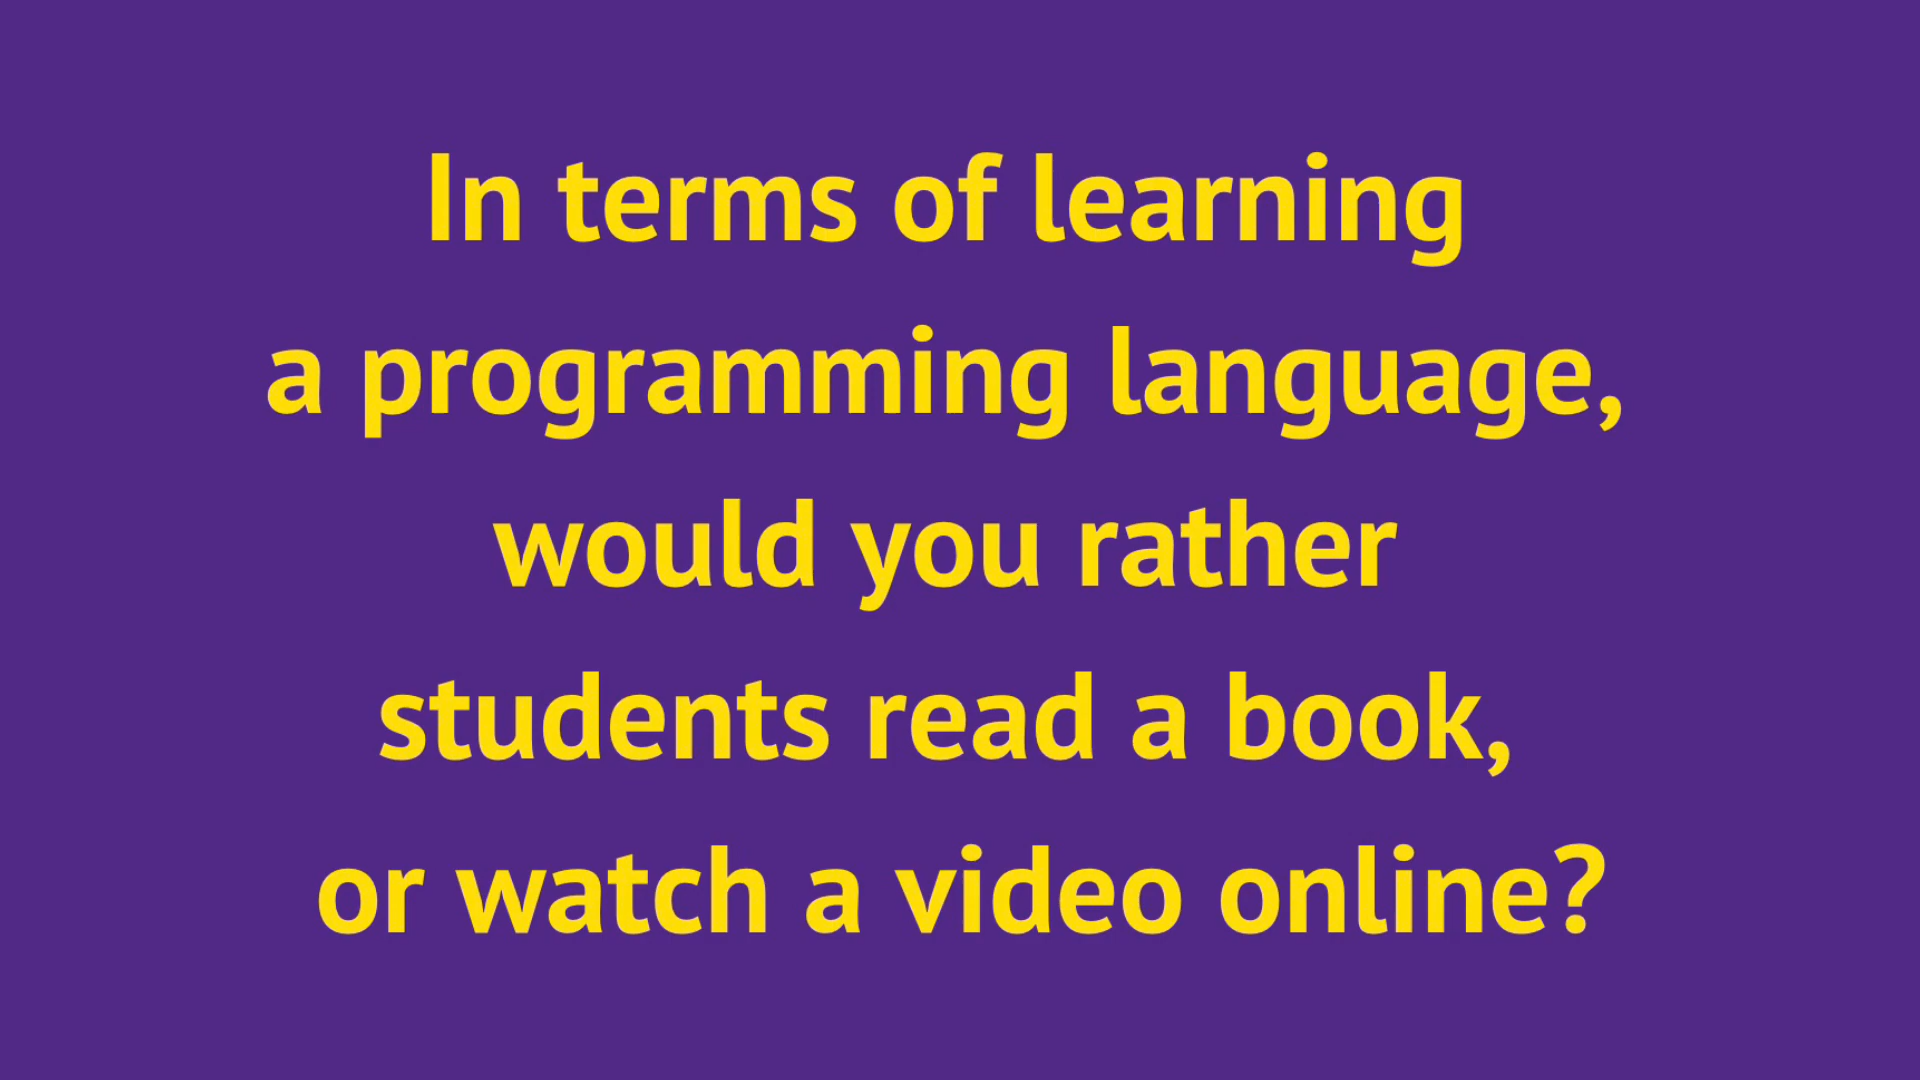 In terms of learning
a programming language,
would you rather
students read a book,
or watch a video online?